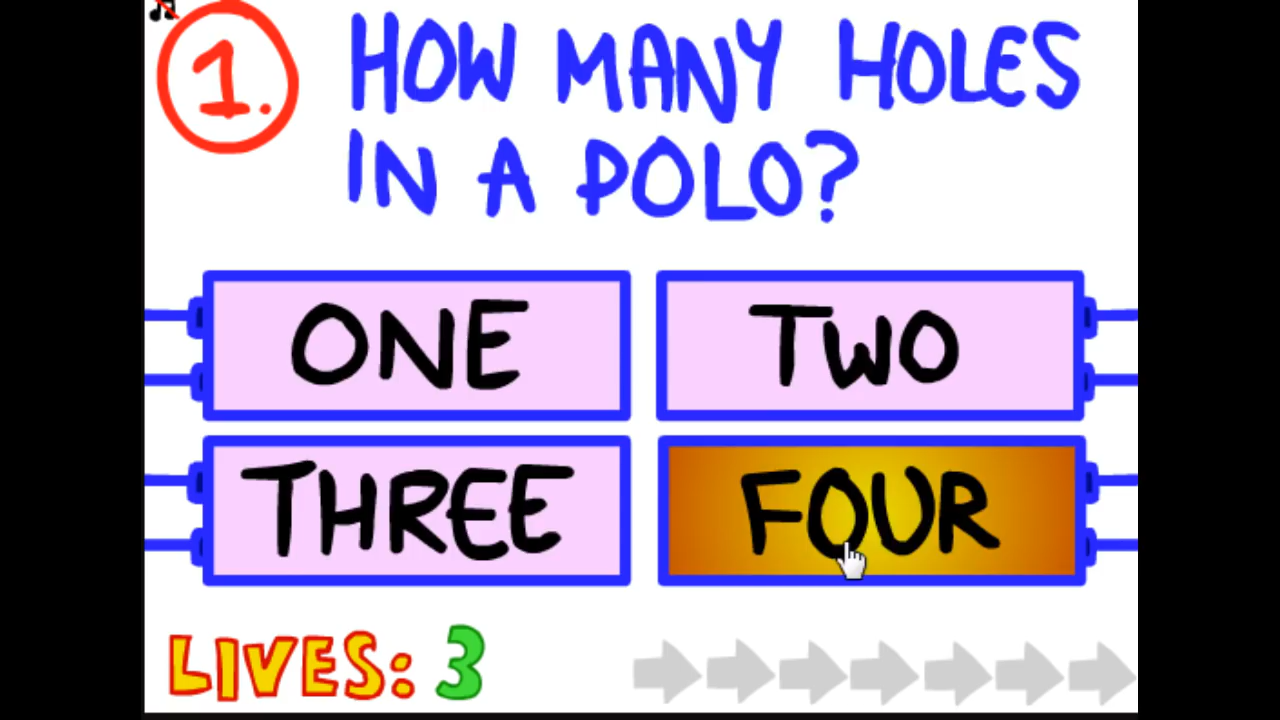 1.
HOW MANY HOLES
IN A POLO?
ONE
TWO
THREE
FOUR
LIVES: 3